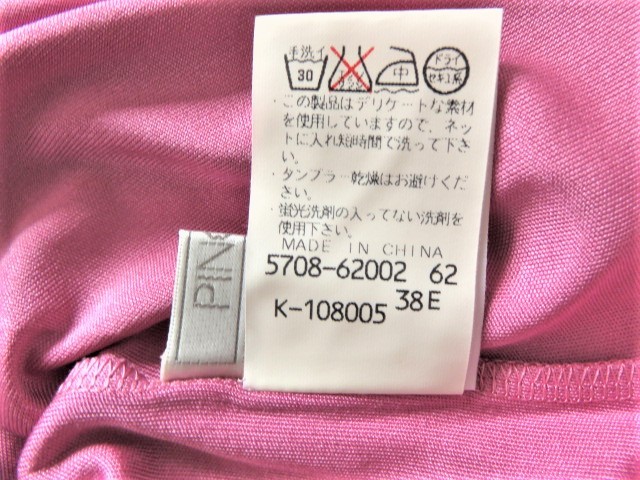 手洗イ
30
中
ドライ
セキユ系
・この製品はデリケートな素材
を使用していますので、ネッ
トに入れ短時間で洗って下さ
い。
・タンブラー乾燥はお避けくだ
さい。
・蛍光洗剤の入ってない洗剤を
使用下さい。
MADE IN CHINA
5708-62002 62
K-108005 38E
PIN